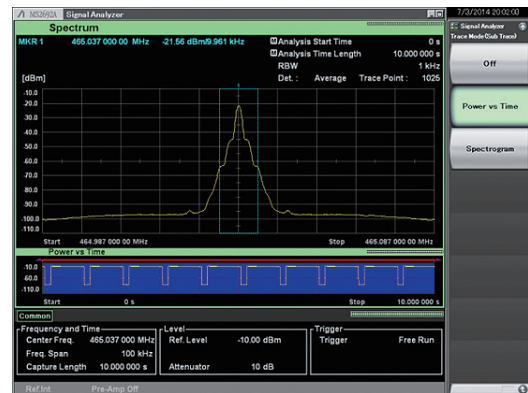 MS2692A Signal Analyzer
7/3/2014 20:02:03
Spectrum
MKR 1 465.037 000 00 MHz -21.56 dBm/9.961 kHz
Analysis Start Time 0 s
Analysis Time Length 10.000 000 s
RBW 1 kHz
[dBm] Det. : Average Trace Point : 1025
-10.0
-20.0
-30.0
-40.0
-50.0
-60.0
-70.0
-80.0
-90.0
-100.0
-110.0
Start 464.987 000 00 MHz Stop 465.087 000 00 MHz
Power vs Time
-10.0
-60.0
-110.0
Start 0 s Stop 10.000 000 s
Common
Frequency and Time
Center Freq. 465.037 000 MHz
Freq. Span 100 kHz
Capture Length 10.000 000 s
Level
Ref. Level -10.00 dBm
Attenuator 10 dB
Trigger
Trigger Free Run
Ref.Int Pre-Amp Off
Signal Analyzer
Trace Mode(Sub Trace)
Off
Power vs Time
Spectrogram